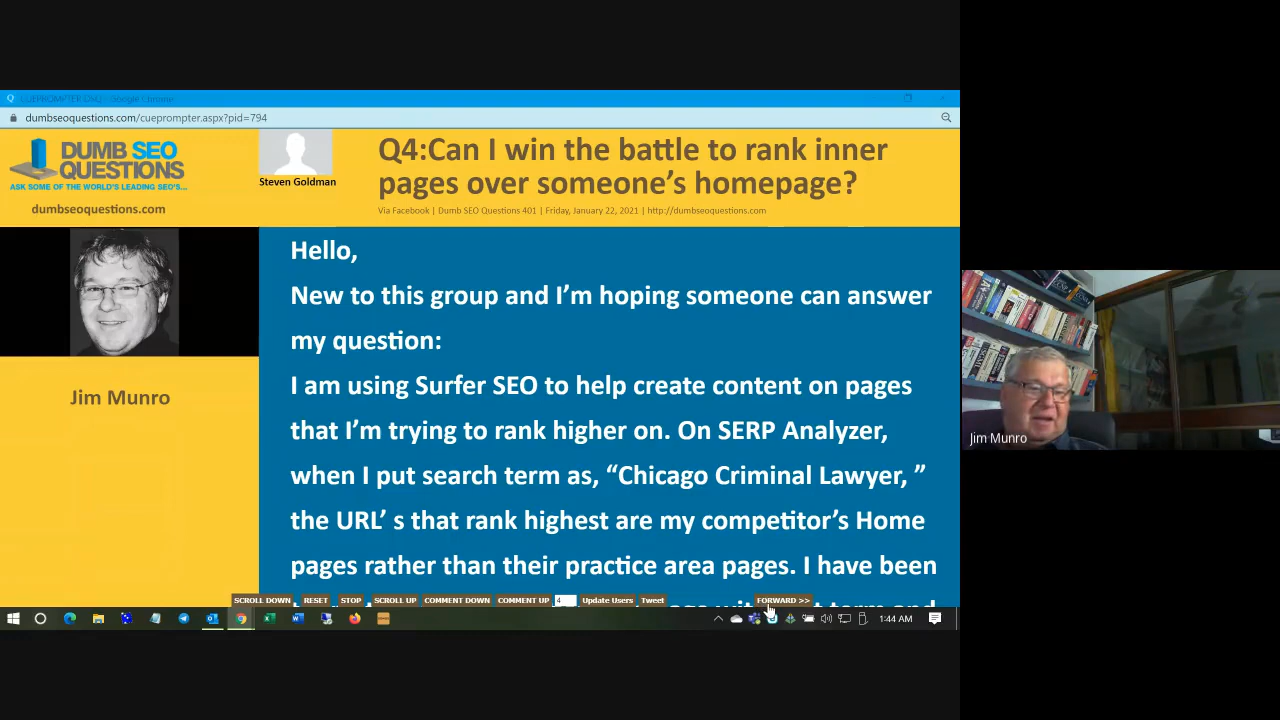 dumbseoquestions.com/cueprompter.aspx?pid=794
DUMB SEO
QUESTIONS
ASK SOME OF THE WORLD'S LEADING SEO'S...
dumbseoquestions.com
Steven Goldman
Q4:Can I win the battle to rank inner
pages over someone's homepage?
Via Facebook | Dumb SEO Questions 401 | Friday, January 22, 2021 | http://dumbseoquestions.com
Jim Munro
Hello,
New to this group and I'm hoping someone can answer
my question:
I am using Surfer SEO to help create content on pages
that I'm trying to rank higher on. On SERP Analyzer,
when I put search term as, “Chicago Criminal Lawyer, ”
the URL' s that rank highest are my competitor's Home
pages rather than their practice area pages. I have been
term and
SCROLL DOWN RESET STOP SCROLL UP COMMENT DOWN COMMENT UP 4 Update Users Tweet FORWARD >>
1:44 AM
Jim Munro